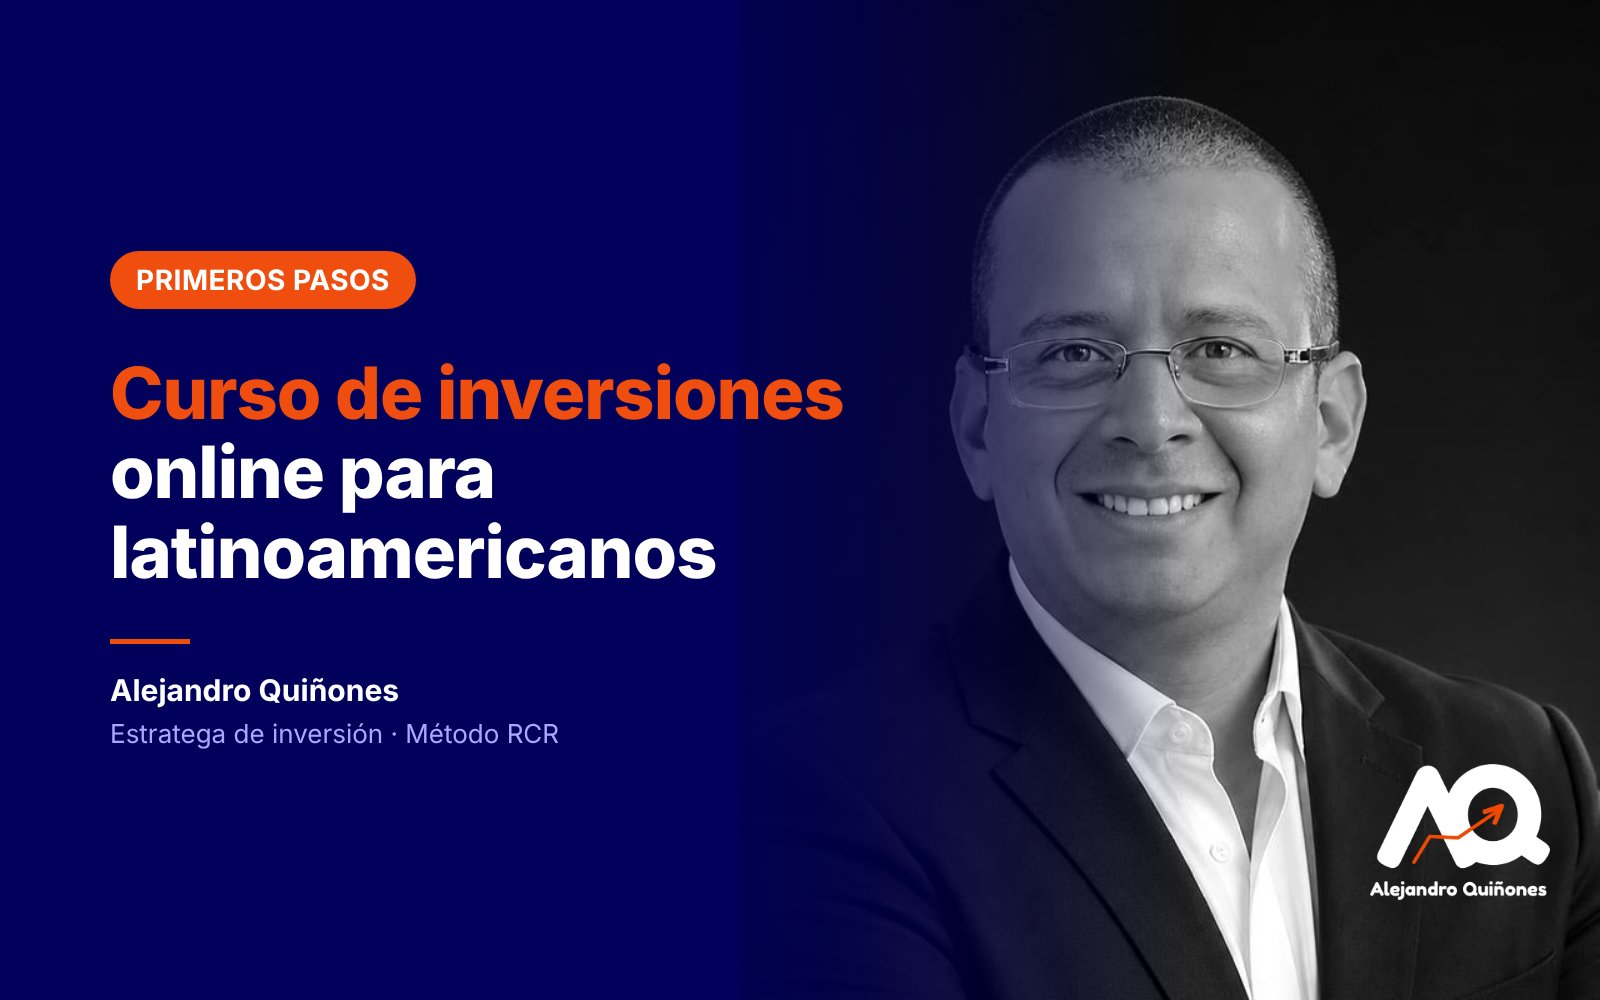 PRIMEROS PASOS
Curso de inversiones
online para
latinoamericanos
Alejandro Quiñones
Estratega de inversión · Método RCR
AQ
Alejandro Quiñones